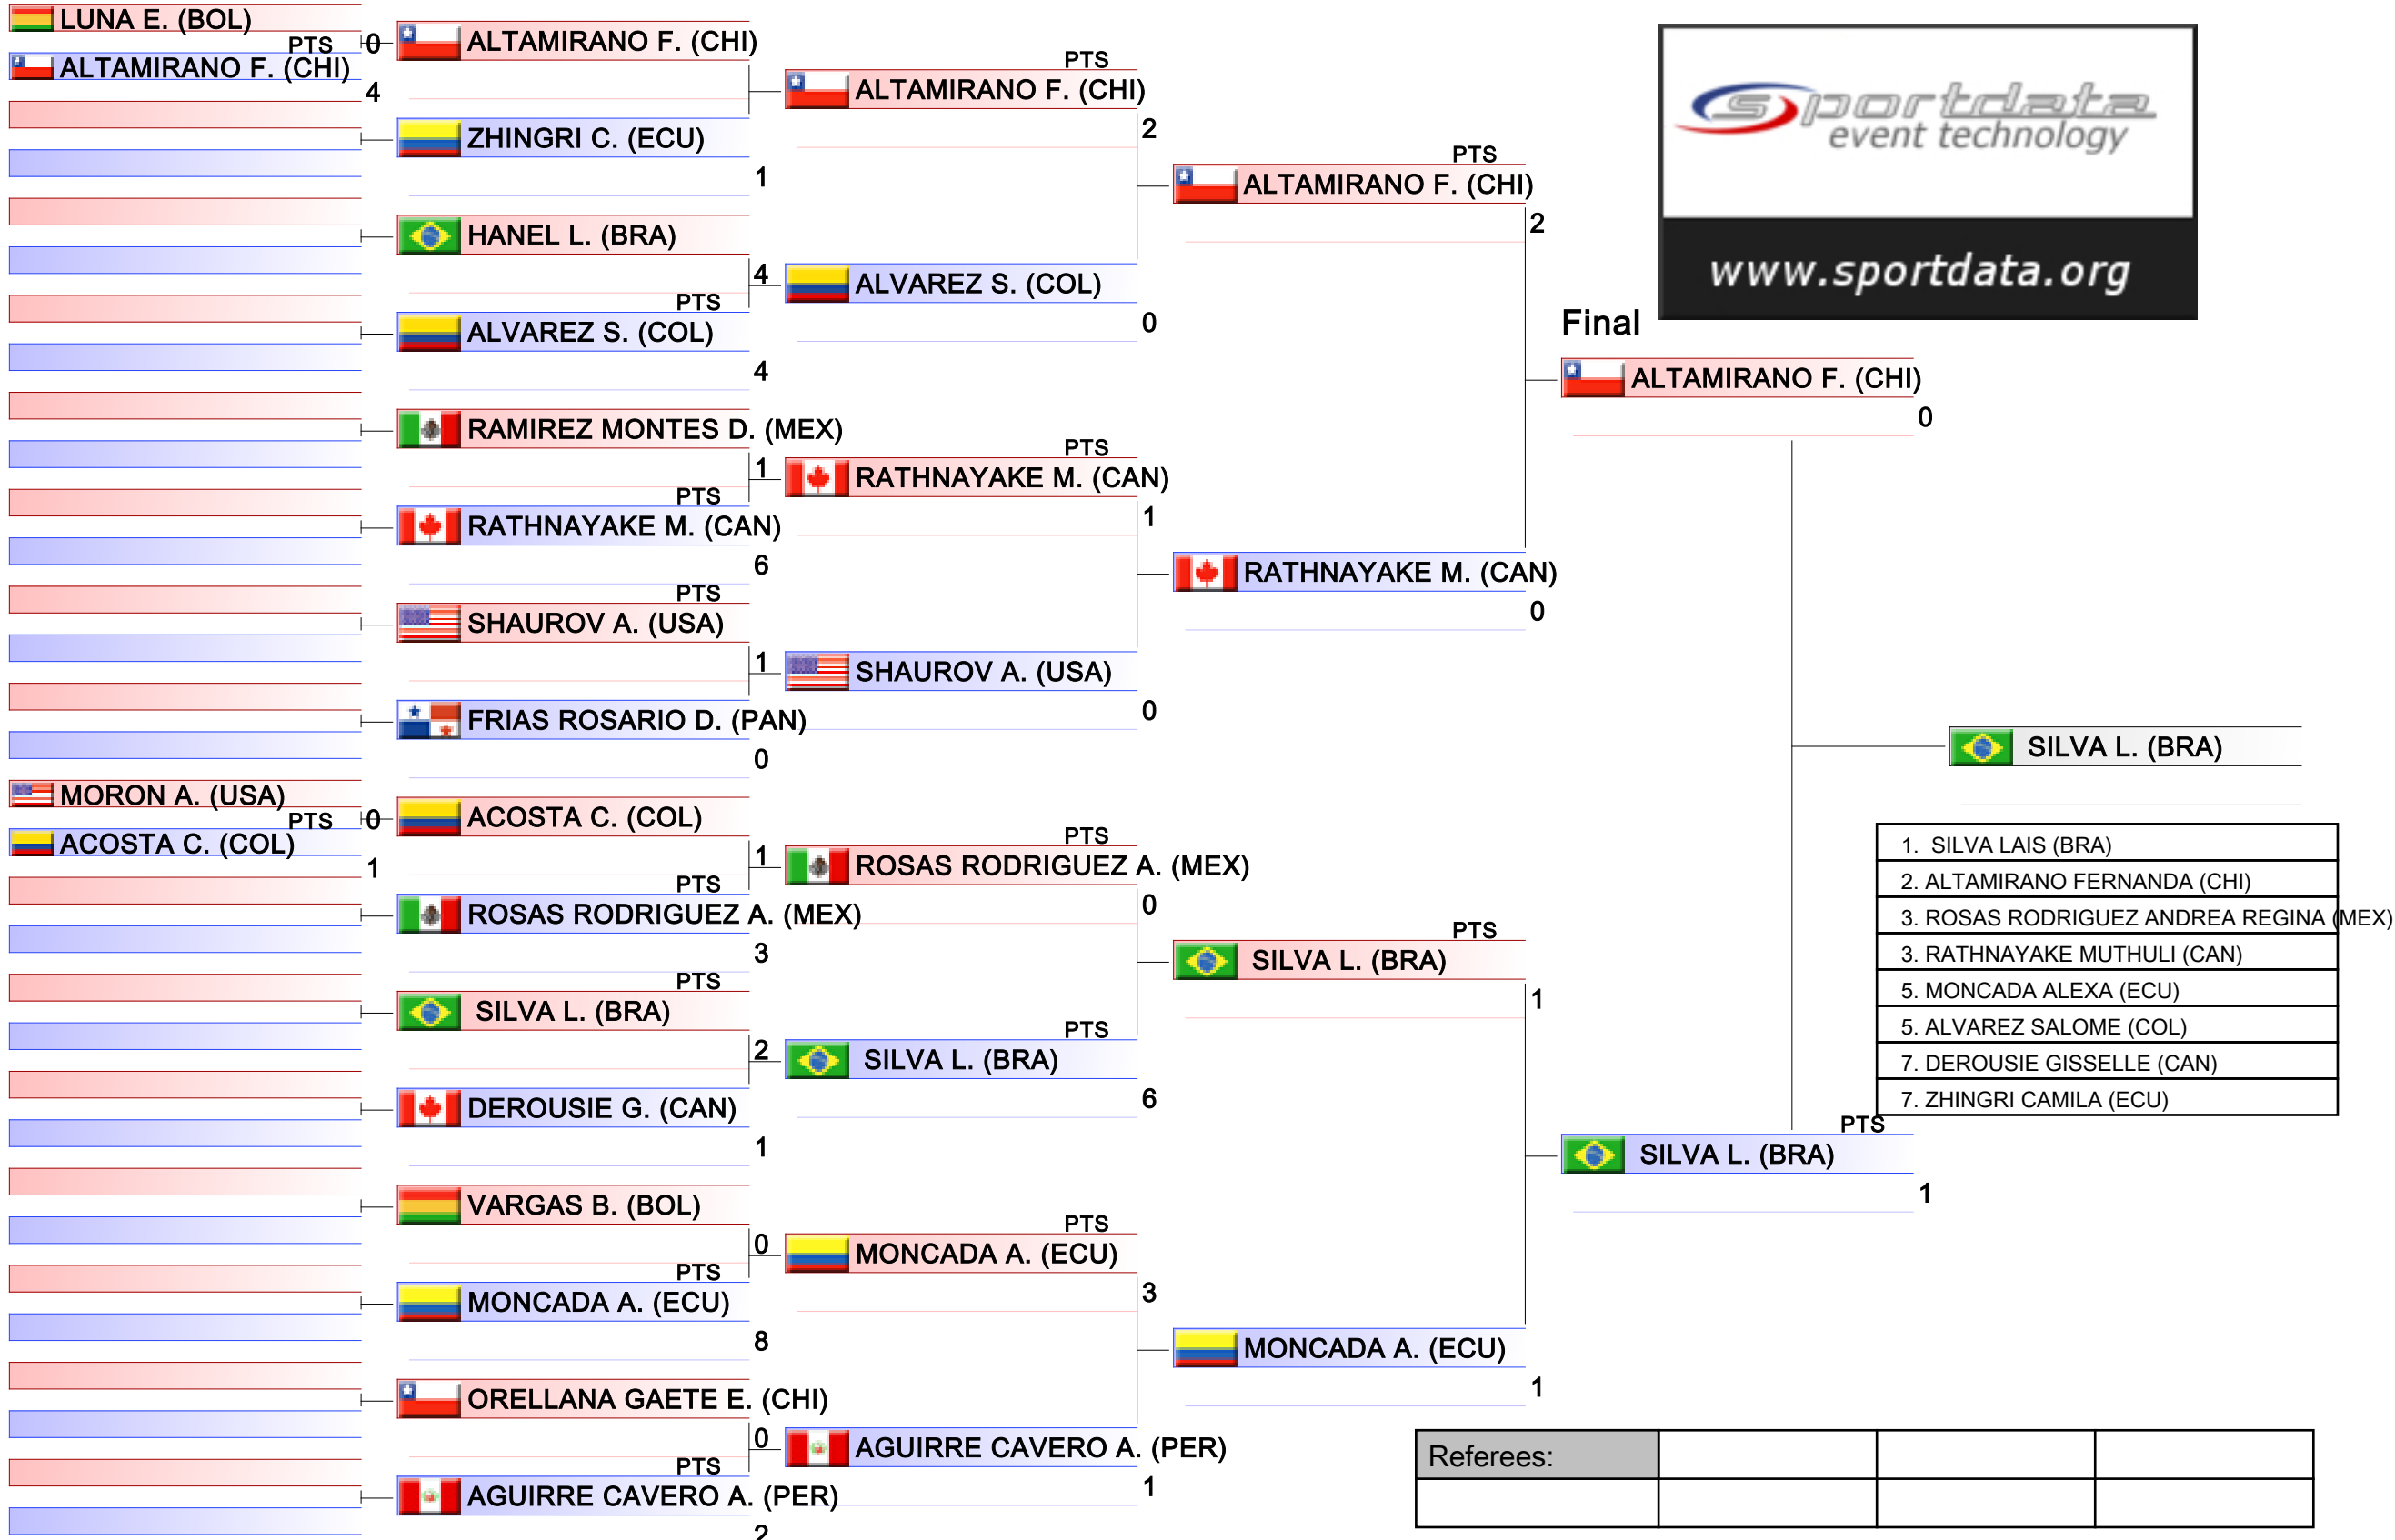 LUNA E. (BOL)
PTS
0
ALTAMIRANO F. (CHI)
4
MORON A. (USA)
PTS
0
ACOSTA C. (COL)
1
ALTAMIRANO F. (CHI)
ZHINGRI C. (ECU)
1
HANEL L. (BRA)
4
PTS
ALVAREZ S. (COL)
4
RAMIREZ MONTES D. (MEX)
1
PTS
RATHNAYAKE M. (CAN)
6
PTS
SHAUROV A. (USA)
1
FRIAS ROSARIO D. (PAN)
0
ACOSTA C. (COL)
1
PTS
ROSAS RODRIGUEZ A. (MEX)
3
PTS
SILVA L. (BRA)
2
DEROUSIE G. (CAN)
1
VARGAS B. (BOL)
0
PTS
MONCADA A. (ECU)
8
ORELLANA GAETE E. (CHI)
0
PTS
AGUIRRE CAVERO A. (PER)
2
PTS
ALTAMIRANO F. (CHI)
2
ALVAREZ S. (COL)
0
PTS
RATHNAYAKE M. (CAN)
1
SHAUROV A. (USA)
0
PTS
ROSAS RODRIGUEZ A. (MEX)
0
PTS
SILVA L. (BRA)
6
PTS
MONCADA A. (ECU)
3
AGUIRRE CAVERO A. (PER)
1
PTS
ALTAMIRANO F. (CHI)
2
RATHNAYAKE M. (CAN)
0
PTS
SILVA L. (BRA)
1
MONCADA A. (ECU)
1
sportdata
event technology
www.sportdata.org
Final
ALTAMIRANO F. (CHI)
0
PTS
SILVA L. (BRA)
1
SILVA L. (BRA)
1. SILVA LAIS (BRA)
2. ALTAMIRANO FERNANDA (CHI)
3. ROSAS RODRIGUEZ ANDREA REGINA (MEX)
3. RATHNAYAKE MUTHULI (CAN)
5. MONCADA ALEXA (ECU)
5. ALVAREZ SALOME (COL)
7. DEROUSIE GISSELLE (CAN)
7. ZHINGRI CAMILA (ECU)
Referees: